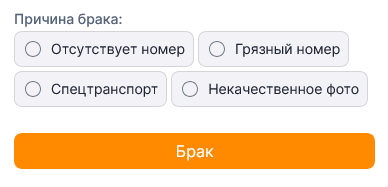 Причина брака:
Отсутствует номер Грязный номер
Спецтранспорт Некачественное фото
Брак